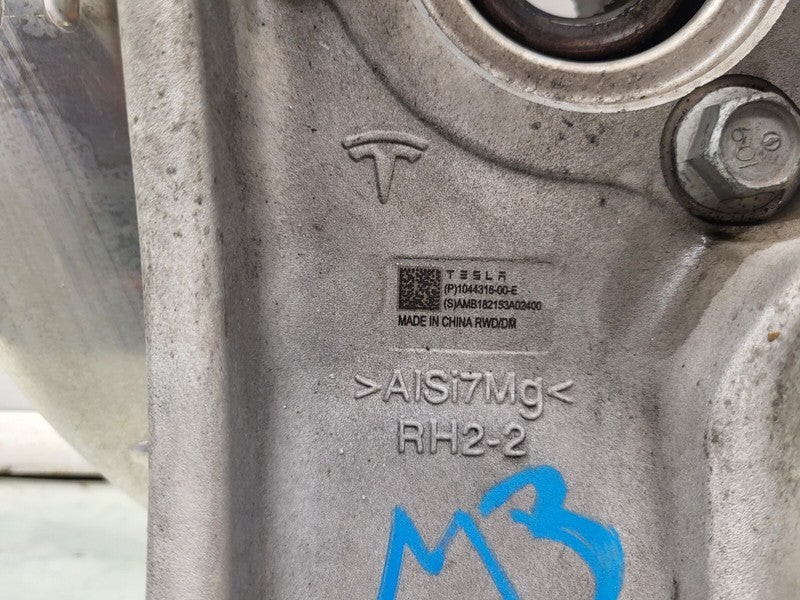 TESLA
(P)1044316-00-E
(S)AMB182153A02400
MADE IN CHINA RWD/DM
>AlSi7Mg<
RH2-2
M3